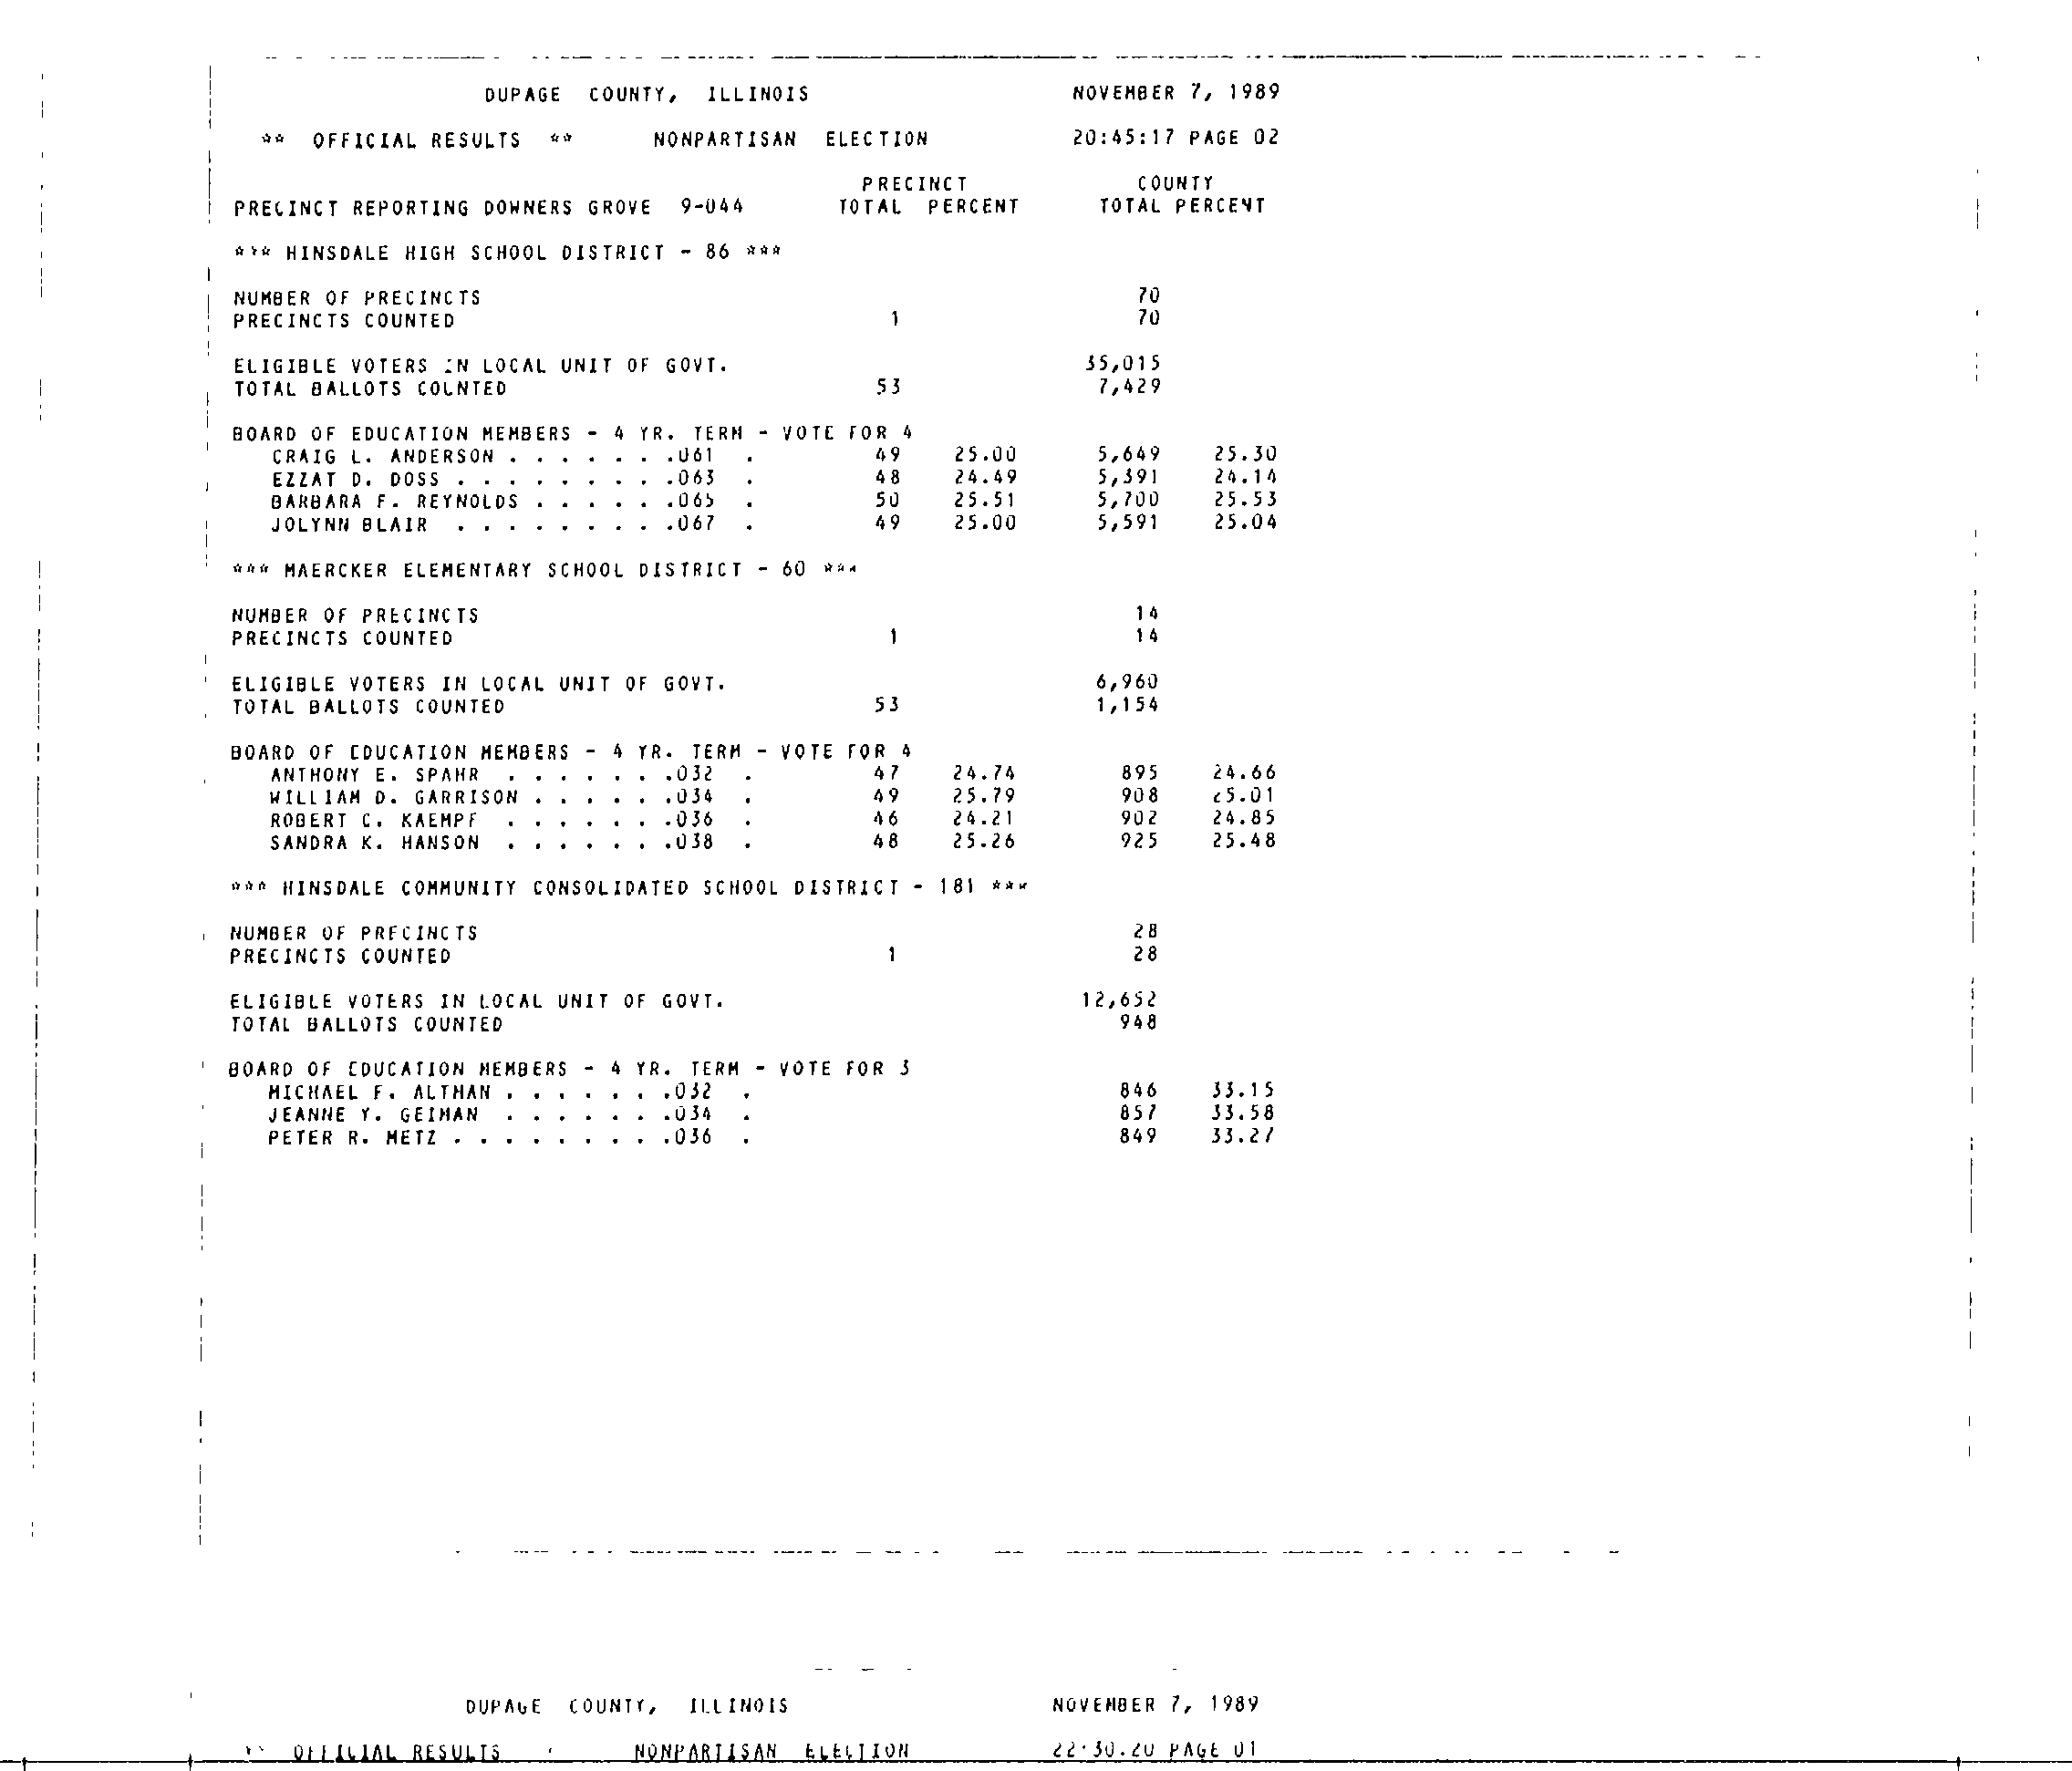 DUPAGE COUNTY, ILLINOIS NOVEMBER 7, 1989
** OFFICIAL RESULTS ** NONPARTISAN ELECTION 20:45:17 PAGE 02
PRECINCT COUNTY
PRECINCT REPORTING DOWNERS GROVE 9-044 TOTAL PERCENT TOTAL PERCENT
*** HINSDALE HIGH SCHOOL DISTRICT - 86 ***
NUMBER OF PRECINCTS 70
PRECINCTS COUNTED 1 70
ELIGIBLE VOTERS IN LOCAL UNIT OF GOVT. 35,015
TOTAL BALLOTS COUNTED 53 7,429
BOARD OF EDUCATION MEMBERS - 4 YR. TERM - VOTE FOR 4
CRAIG L. ANDERSON . . . . . . .061 . 49 25.00 5,649 25.30
EZZAT D. DOSS . . . . . . . . .063 . 48 24.49 5,391 24.14
BARBARA F. REYNOLDS . . . . . .065 . 50 25.51 5,700 25.53
JOLYNN BLAIR . . . . . . . . .067 . 49 25.00 5,591 25.04
*** MAERCKER ELEMENTARY SCHOOL DISTRICT - 60 ***
NUMBER OF PRECINCTS 14
PRECINCTS COUNTED 1 14
ELIGIBLE VOTERS IN LOCAL UNIT OF GOVT. 6,960
TOTAL BALLOTS COUNTED 53 1,154
BOARD OF EDUCATION MEMBERS - 4 YR. TERM - VOTE FOR 4
ANTHONY E. SPAHR . . . . . . .032 . 47 24.74 895 24.66
WILLIAM D. GARRISON . . . . . .034 . 49 25.79 908 25.01
ROBERT C. KAEMPF . . . . . . .036 . 46 24.21 902 24.85
SANDRA K. HANSON . . . . . . .038 . 48 25.26 925 25.48
*** HINSDALE COMMUNITY CONSOLIDATED SCHOOL DISTRICT - 181 ***
NUMBER OF PRECINCTS 28
PRECINCTS COUNTED 1 28
ELIGIBLE VOTERS IN LOCAL UNIT OF GOVT. 12,652
TOTAL BALLOTS COUNTED 948
BOARD OF EDUCATION MEMBERS - 4 YR. TERM - VOTE FOR 3
MICHAEL F. ALTMAN . . . . . . .032 . 846 33.15
JEANNE Y. GEIMAN . . . . . . .034 . 857 33.58
PETER R. METZ . . . . . . . . .036 . 849 33.27
DUPAGE COUNTY, ILLINOIS NOVEMBER 7, 1989
OFFICIAL RESULTS NONPARTISAN ELECTION 22:30:20 PAGE 01